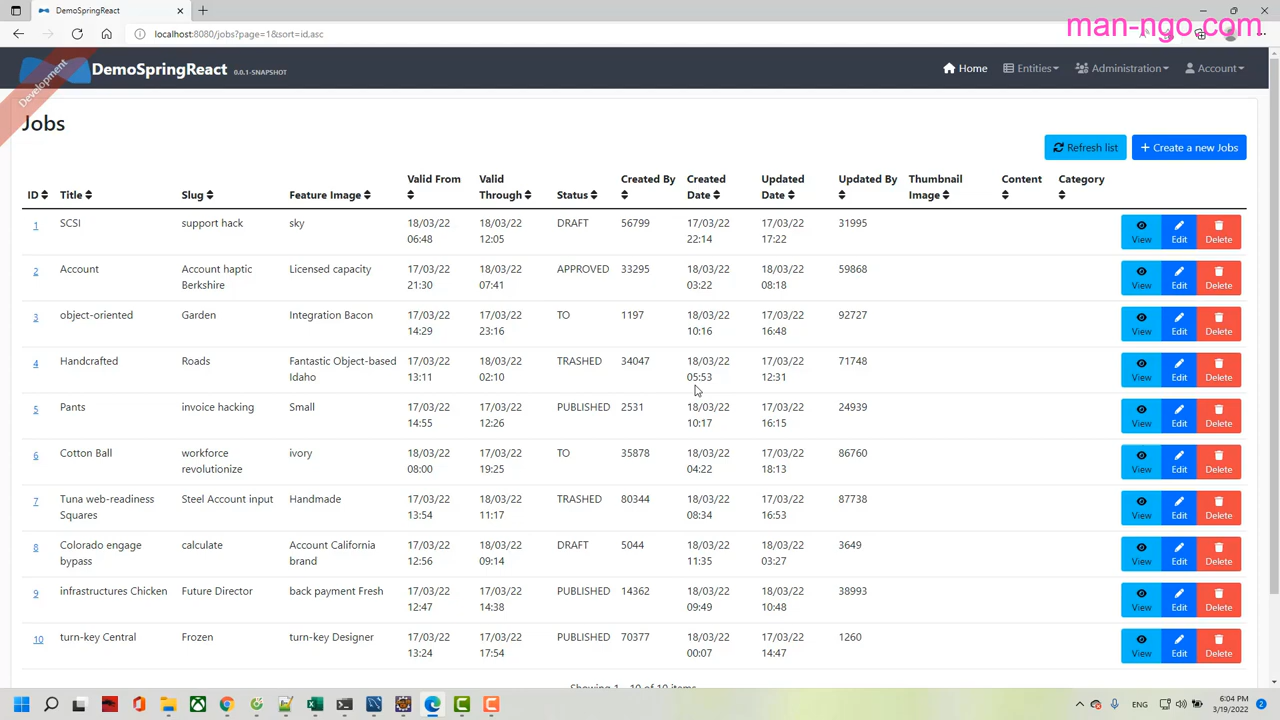 DemoSpringReact
man-ngo.com
localhost:8080/jobs?page=1&sort=id.asc
Development
DemoSpringReact 0.0.1-SNAPSHOT
Home Entities Administration Account
Jobs
Refresh list Create a new Jobs
ID Title Slug Feature Image Valid From Valid Through Status Created By Created Date Updated Date Updated By Thumbnail Image Content Category
1 SCSI support hack sky 18/03/22 06:48 18/03/22 12:05 DRAFT 56799 17/03/22 22:14 17/03/22 17:22 31995 View Edit Delete
2 Account Account haptic Berkshire Licensed capacity 17/03/22 21:30 18/03/22 07:41 APPROVED 33295 18/03/22 03:22 18/03/22 08:18 59868 View Edit Delete
3 object-oriented Garden Integration Bacon 17/03/22 14:29 17/03/22 23:16 TO 1197 18/03/22 10:16 17/03/22 16:48 92727 View Edit Delete
4 Handcrafted Roads Fantastic Object-based Idaho 17/03/22 13:11 18/03/22 02:10 TRASHED 34047 18/03/22 05:53 17/03/22 12:31 71748 View Edit Delete
5 Pants invoice hacking Small 17/03/22 14:55 17/03/22 12:26 PUBLISHED 2531 18/03/22 10:17 17/03/22 16:15 24939 View Edit Delete
6 Cotton Ball workforce revolutionize ivory 18/03/22 08:00 17/03/22 19:25 TO 35878 18/03/22 04:22 17/03/22 18:13 86760 View Edit Delete
7 Tuna web-readiness Squares Steel Account input Handmade 17/03/22 13:54 18/03/22 11:17 TRASHED 80344 18/03/22 08:34 17/03/22 16:53 87738 View Edit Delete
8 Colorado engage bypass calculate Account California brand 17/03/22 12:56 18/03/22 09:14 DRAFT 5044 18/03/22 11:35 18/03/22 03:27 3649 View Edit Delete
9 infrastructures Chicken Future Director back payment Fresh 17/03/22 12:47 17/03/22 14:38 PUBLISHED 14362 18/03/22 09:49 18/03/22 10:48 38993 View Edit Delete
10 turn-key Central Frozen turn-key Designer 17/03/22 13:24 17/03/22 17:54 PUBLISHED 70377 18/03/22 00:07 17/03/22 14:47 1260 View Edit Delete
Showing 1 - 10 of 10 items.
ENG 6:04 PM
3/19/2022 2